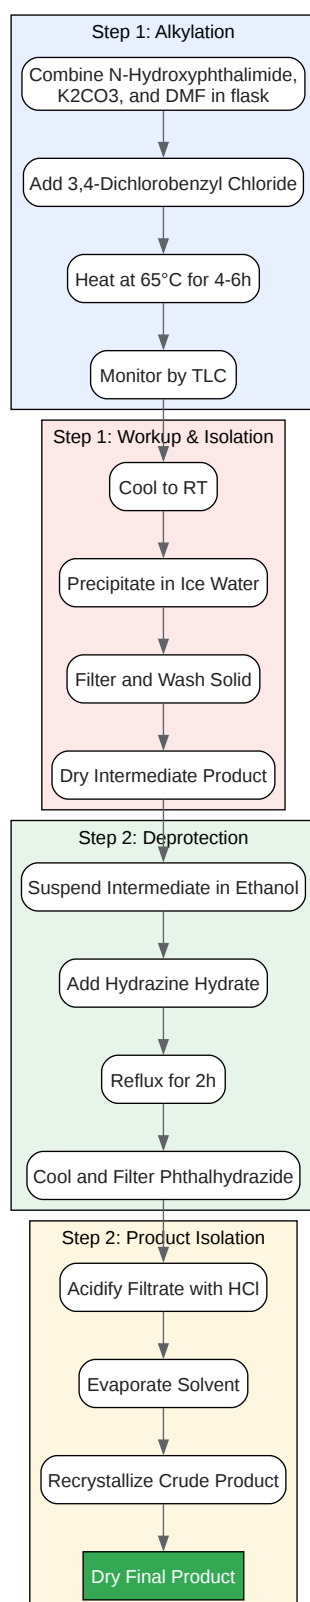 Step 1: Alkylation
Combine N-Hydroxyphthalimide,
K2CO3, and DMF in flask
Add 3,4-Dichlorobenzyl Chloride
Heat at 65°C for 4-6h
Monitor by TLC
Step 1: Workup & Isolation
Cool to RT
Precipitate in Ice Water
Filter and Wash Solid
Dry Intermediate Product
Step 2: Deprotection
Suspend Intermediate in Ethanol
Add Hydrazine Hydrate
Reflux for 2h
Cool and Filter Phthalhydrazide
Step 2: Product Isolation
Acidify Filtrate with HCl
Evaporate Solvent
Recrystallize Crude Product
Dry Final Product